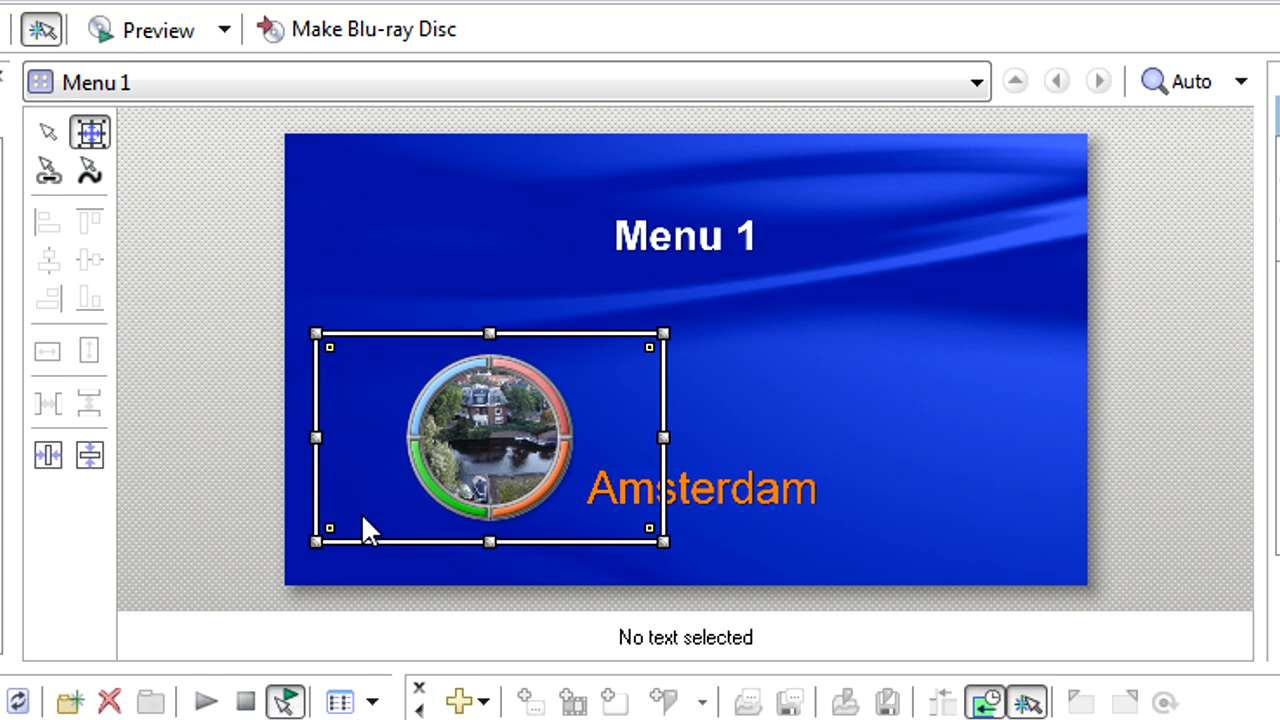 Preview
Make Blu-ray Disc
Menu 1
Auto
Menu 1
Amsterdam
No text selected